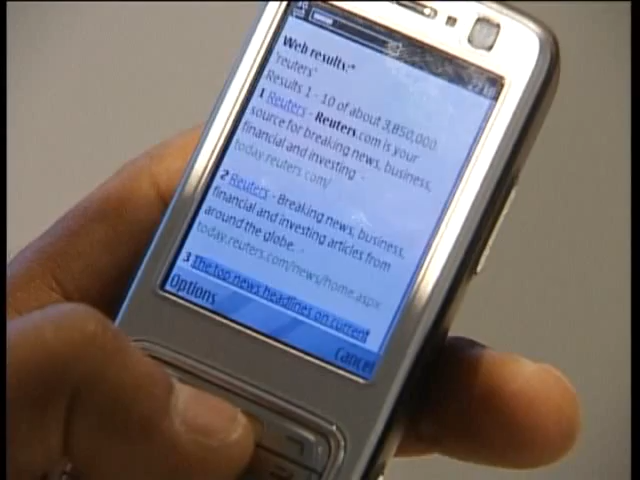 Web results:*
'reuters'
Results 1 - 10 of about 3,850,000.
1 Reuters - Reuters.com is your
source for breaking news, business,
financial and investing -
today.reuters.com/
2 Reuters - Breaking news, business,
financial and investing articles from
around the globe. -
today.reuters.com/news/home.aspx
3 The top news headlines on current
Options
Cancel